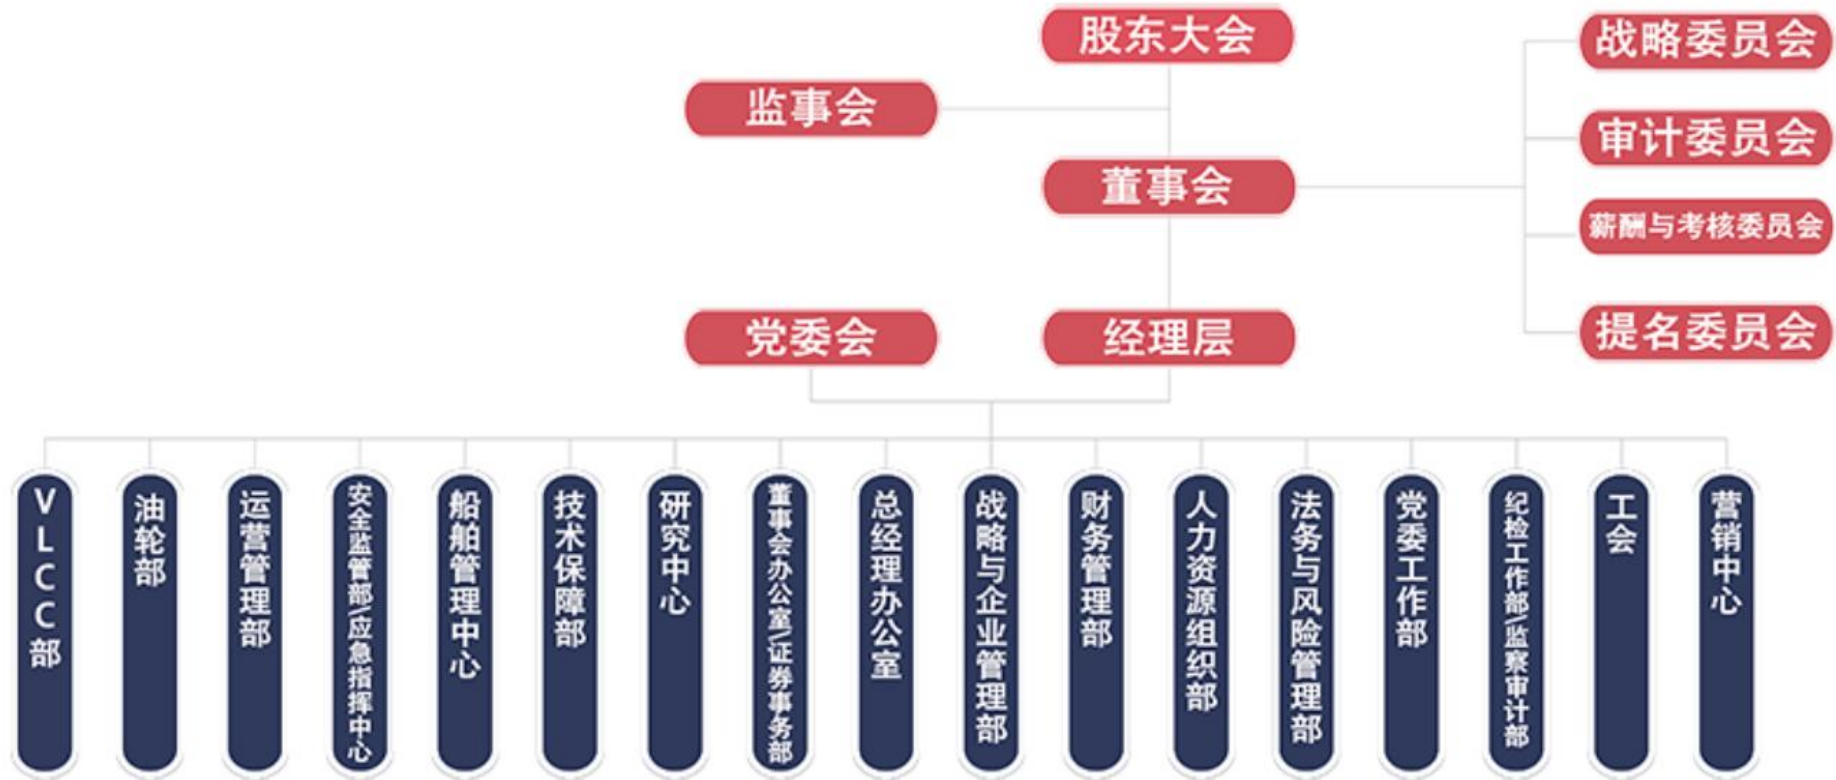 股东大会
战略委员会
监事会
审计委员会
董事会
薪酬与考核委员会
党委会
经理层
提名委员会
VLCC部
油轮部
运营管理部
安全监管部\应急指挥中心
船舶管理中心
技术保障部
研究中心
董事会办公室\证券事务部
总经理办公室
战略与企业管理部
财务管理部
人力资源组织部
法务与风险管理部
党委工作部
纪检工作部\监察审计部
工会
营销中心